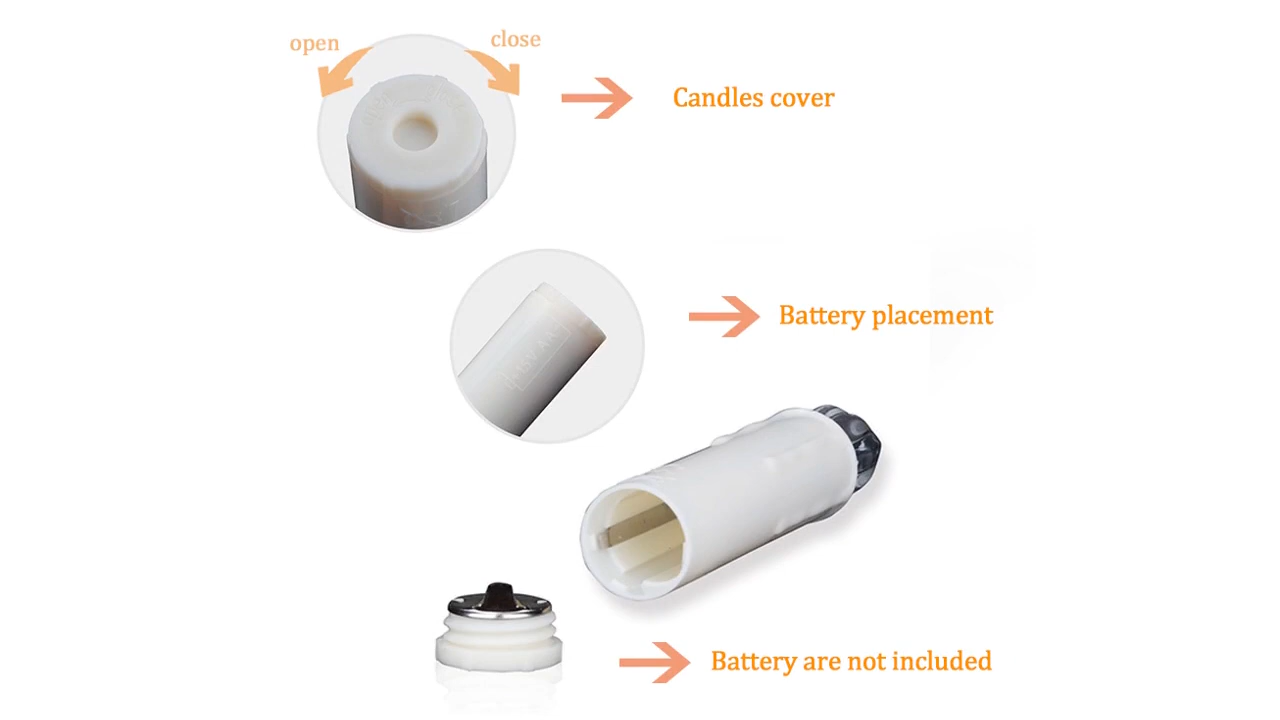 open
close
Candles cover
Battery placement
Battery are not included